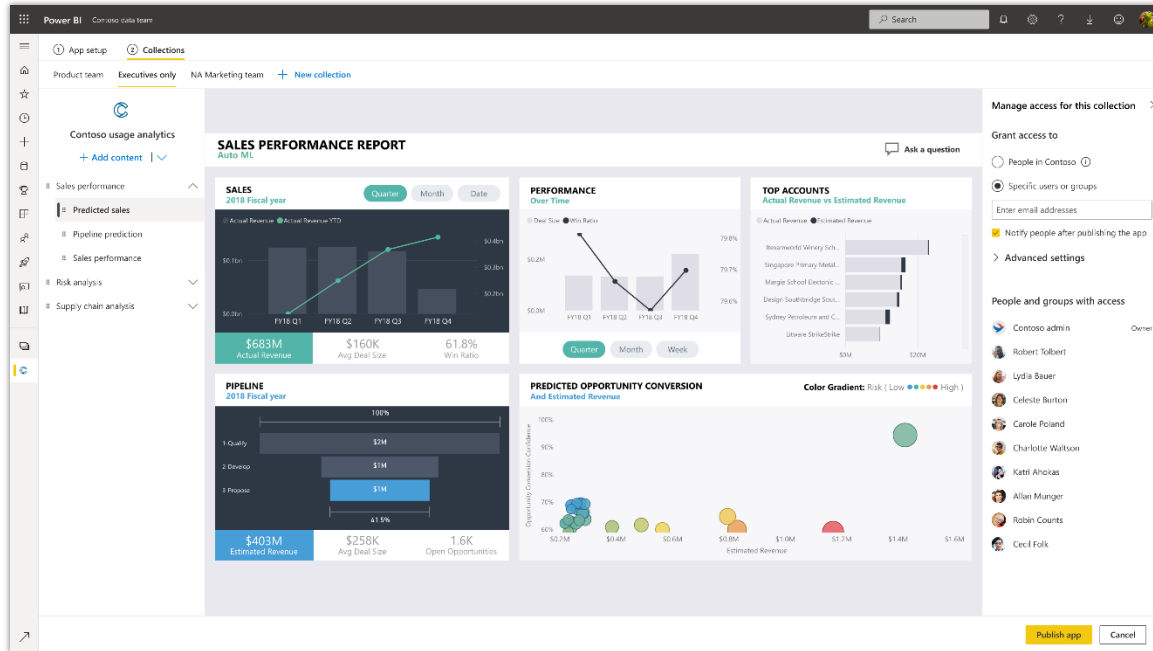 Power BI Contoso data team
Search
1 App setup 2 Collections
Product team Executives only NA Marketing team + New collection
Contoso usage analytics
+ Add content
Sales performance
Predicted sales
Pipeline prediction
Sales performance
Risk analysis
Supply chain analysis
SALES PERFORMANCE REPORT
Auto ML
Ask a question
SALES
2018 Fiscal year
Quarter Month Date
Actual Revenue Actual Revenue YTD
$0.4bn
$0.1bn
$0.3bn
$0.2bn
$0.0bn
FY18 Q1 FY18 Q2 FY18 Q3 FY18 Q4
$683M $160K 61.8%
Actual Revenue Avg Deal Size Win Ratio
PERFORMANCE
Over Time
Deal Size Win Ratio
79.8%
$0.2M
79.7%
79.6%
$0.0M
FY18 Q1 FY18 Q2 FY18 Q3 FY18 Q4
Quarter Month Week
TOP ACCOUNTS
Actual Revenue vs Estimated Revenue
Actual Revenue Estimated Revenue
Winery Sch...
Singapore Primary Metal...
Margie School Electonic ...
Design Southbridge Sout...
Sydney Petroleum and C...
Litware StrikeStrike
$0M $20M
PIPELINE
2018 Fiscal year
100%
1-Qualify $2M
2-Develop $1M
3-Propose $1M
41.5%
$403M $258K 1.6K
Estimated Revenue Avg Deal Size Open Opportunities
PREDICTED OPPORTUNITY CONVERSION
And Estimated Revenue
Color Gradient: Risk ( Low High )
Opportunity Conversion Confidence
100%
90%
80%
70%
60%
$0.2M $0.4M $0.6M $0.8M $1.0M $1.2M $1.4M $1.6M
Estimated Revenue
Manage access for this collection
Grant access to
People in Contoso
Specific users or groups
Enter email addresses
Notify people after publishing the app
Advanced settings
People and groups with access
Contoso admin Owner
Robert Tolbert
Lydia Bauer
Celeste Burton
Carole Poland
Charlotte Waltson
Katri Ahokas
Allan Munger
Robin Counts
Cecil Folk
Publish app Cancel